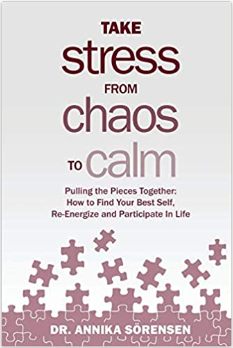 TAKE
stress
FROM
chaos
TO calm
Pulling the Pieces Together:
How to Find Your Best Self,
Re-Energize and Participate In Life
DR. ANNIKA SÖRENSEN